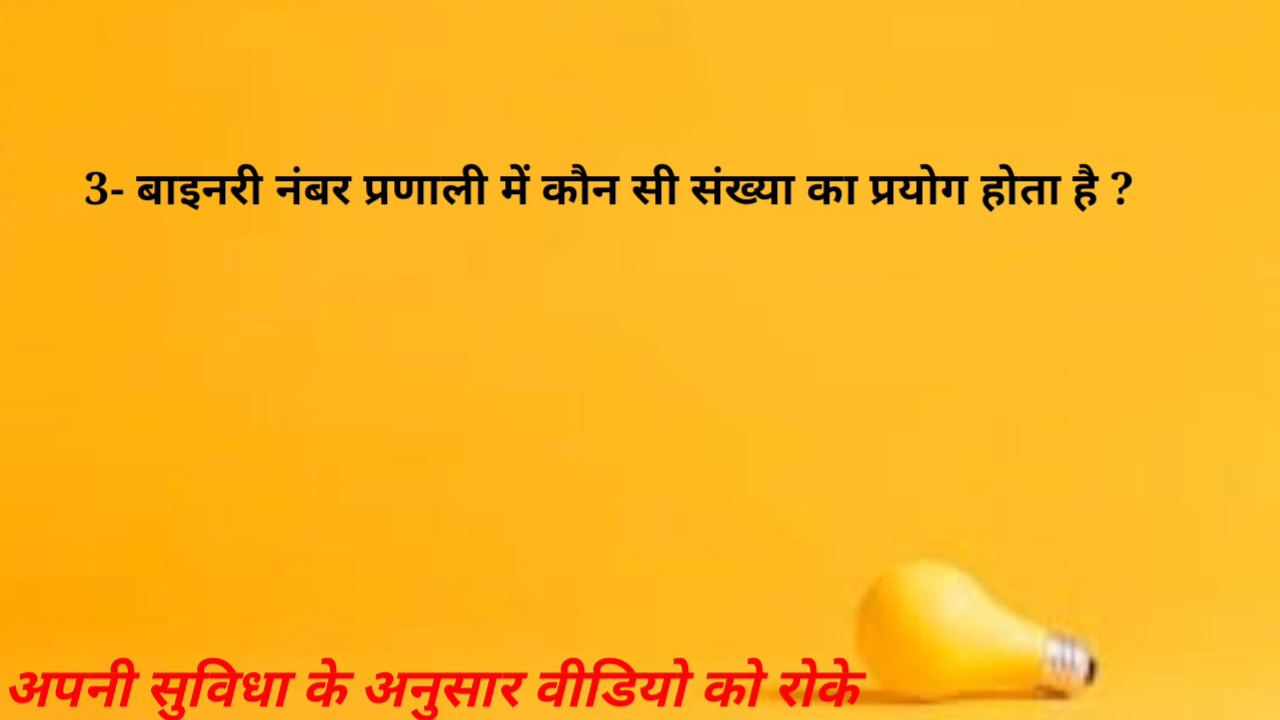 3- बाइनरी नंबर प्रणाली में कौन सी संख्या का प्रयोग होता है ?
अपनी सुविधा के अनुसार वीडियो को रोके